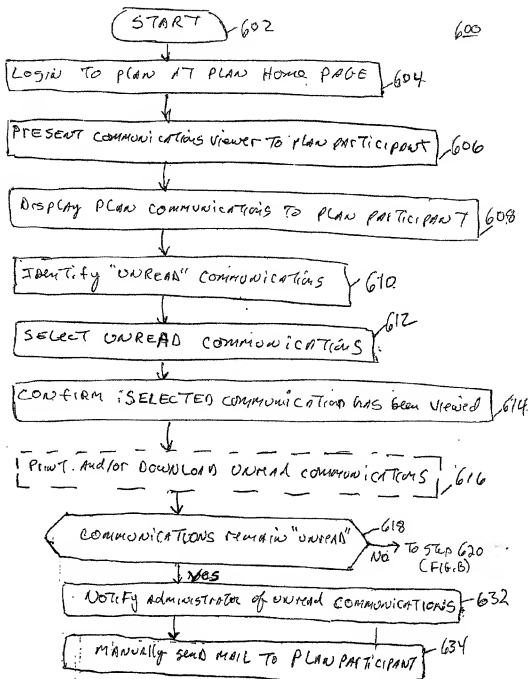 START
602
600
LOGIN TO PLAN AT PLAN HOME PAGE
604
PRESENT COMMUNICATIONS VIEWER TO PLAN PARTICIPANT
606
DISPLAY PLAN COMMUNICATIONS TO PLAN PARTICIPANT
608
IDENTIFY "UNREAD" COMMUNICATIONS
610
612
SELECT UNREAD COMMUNICATIONS
CONFIRM SELECTED COMMUNICATION HAS been VIEWED
614
PRINT And/or DOWNLOAD UNREAD COMMUNICATIONS
616
618
COMMUNICATIONS remain "UNREAD"
No
To Step 620
(FIG.B)
Yes
NOTIFY Administrator of UNREAD COMMUNICATIONS
632
634
MANUALLY SEND MAIL TO PLAN PARTICIPANT